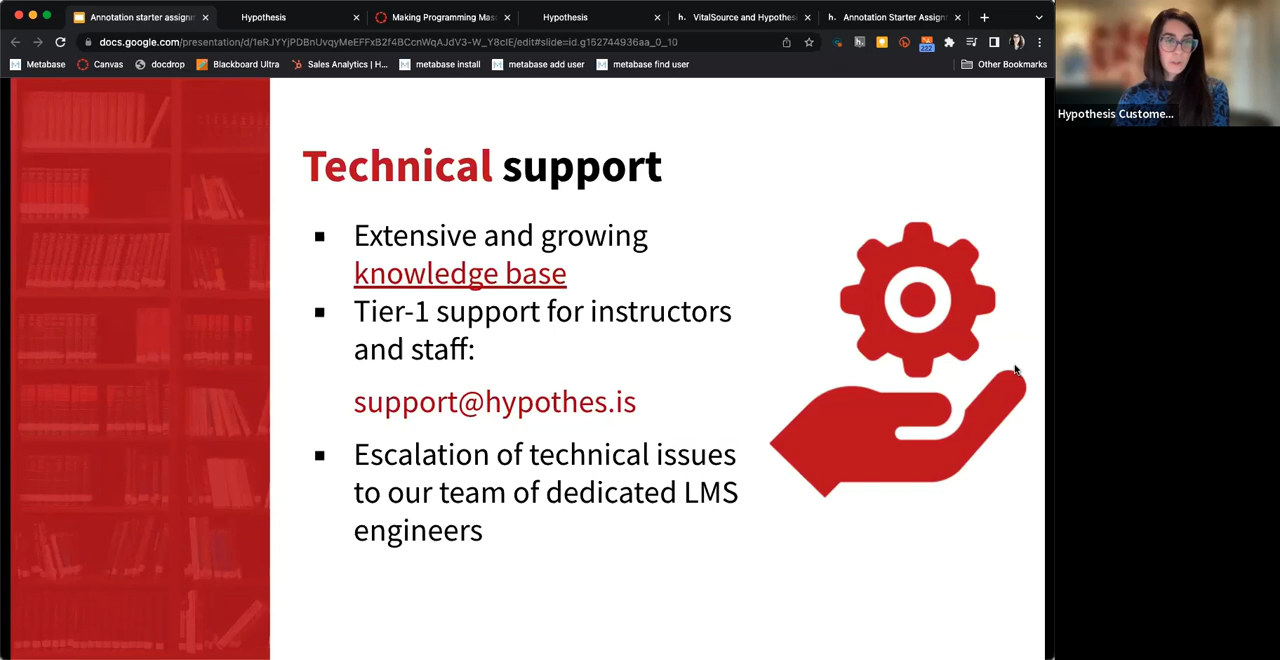 Annotation starter assignm
Hypothesis
Making Programming Mas
Hypothesis
VitalSource and Hypothes
Annotation Starter Assignm
docs.google.com/presentation/d/1eRJYYjPDBnUvqyMeEFFxB2f4BCcnWqAJdV3-W_Y8cIE/edit#slide=id.g152744936aa_0_10
222
Metabase
Canvas
docdrop
Blackboard Ultra
Sales Analytics | H...
metabase install
metabase add user
metabase find user
Other Bookmarks
Hypothesis Custome...
Technical support
Extensive and growing
knowledge base
Tier-1 support for instructors
and staff:
support@hypothes.is
Escalation of technical issues
to our team of dedicated LMS
engineers